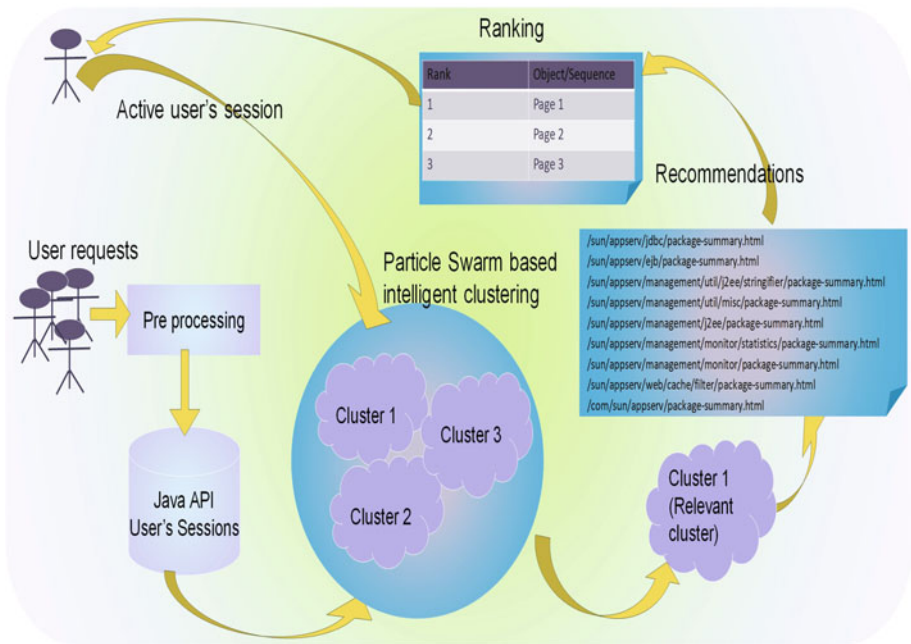 Ranking
Rank Object/Sequence
1 Page 1
2 Page 2
3 Page 3
Active user's session
Recommendations
User requests
Pre processing
Java API
User's Sessions
Particle Swarm based
intelligent clustering
Cluster 1
Cluster 3
Cluster 2
/sun/appserv/jdbc/package-summary.html
/sun/appserv/ejb/package-summary.html
/sun/appserv/management/util/j2ee/stringifier/package-summary.html
/sun/appserv/management/util/misc/package-summary.html
/sun/appserv/management/j2ee/package-summary.html
/sun/appserv/management/monitor/statistics/package-summary.html
/sun/appserv/management/monitor/package-summary.html
/sun/appserv/web/cache/filter/package-summary.html
/com/sun/appserv/package-summary.html
Cluster 1
(Relevant
cluster)